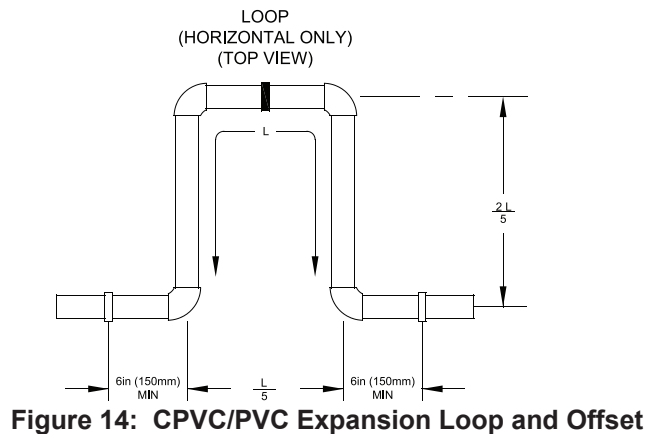 LOOP
(HORIZONTAL ONLY)
(TOP VIEW)
L
2 L
5
6in (150mm)
MIN
L
5
6in (150mm)
MIN
Figure 14: CPVC/PVC Expansion Loop and Offset